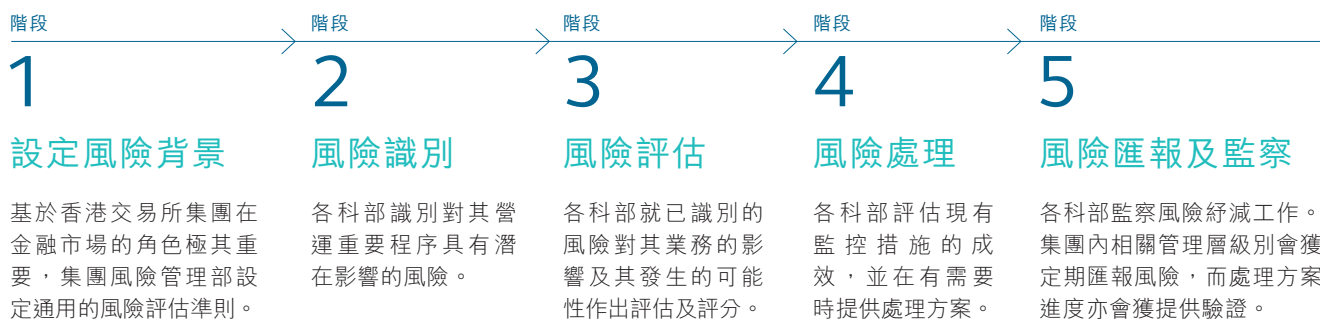 階段
1
設定風險背景
基於香港交易所集團在
金融市場的角色極其重
要，集團風險管理部設
定通用的風險評估準則。
階段
2
風險識別
各科部識別對其營
運重要程序具有潛
在影響的風險。
階段
3
風險評估
各科部就已識別的
風險對其業務的影
響及其發生的可能
性作出評估及評分。
階段
4
風險處理
各科部評估現有
監控措施的成
效，並在有需要
時提供處理方案。
階段
5
風險匯報及監察
各科部監察風險紓減工作。
集團內相關管理層級別會獲
定期匯報風險，而處理方案
進度亦會獲提供驗證。